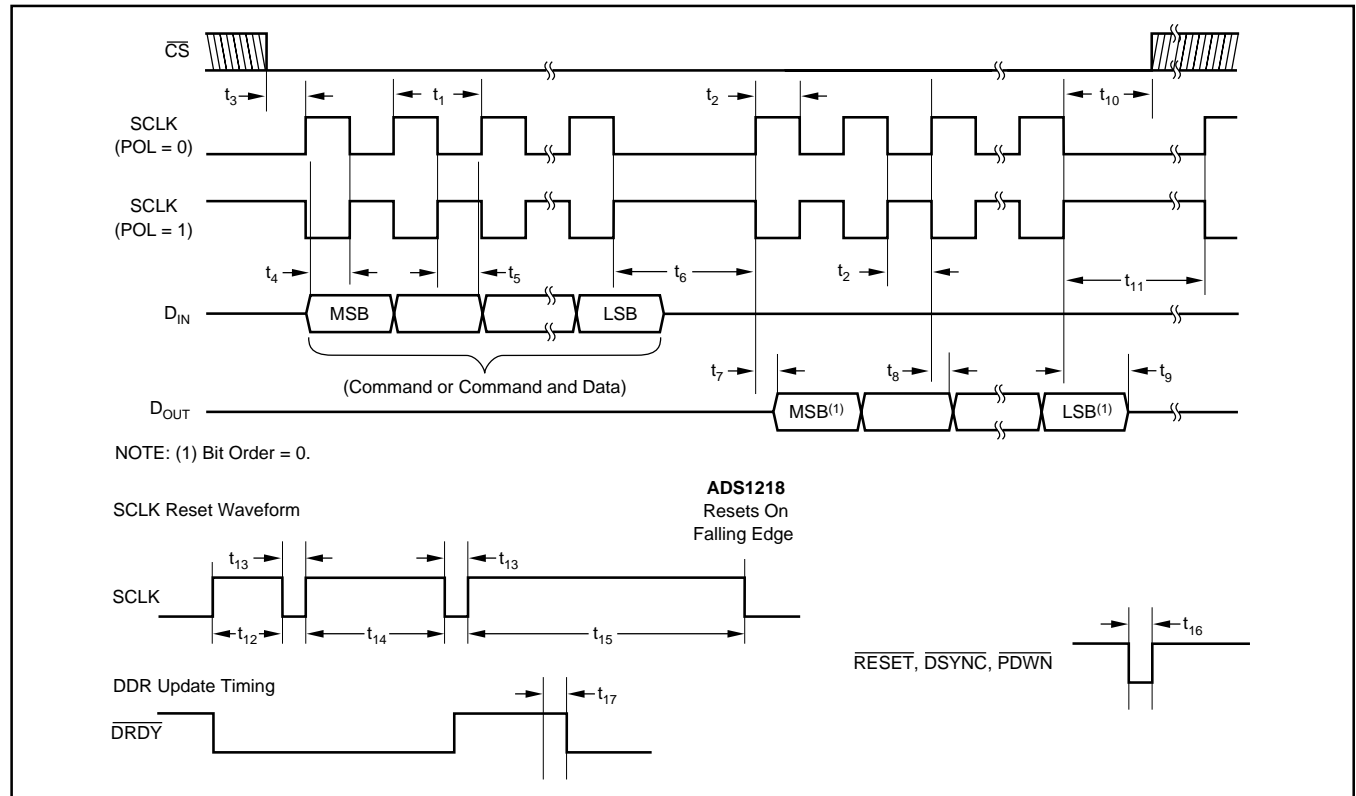 CS
t3
t1
t2
t10
SCLK
(POL = 0)
SCLK
(POL = 1)
t4
t5
t6
t2
t11
DIN
MSB
LSB
(Command or Command and Data)
t7
t8
t9
DOUT
MSB(1)
LSB(1)
NOTE: (1) Bit Order = 0.
SCLK Reset Waveform
ADS1218
Resets On
Falling Edge
t13
t13
SCLK
t12
t14
t15
t16
RESET, DSYNC, PDWN
DDR Update Timing
t17
DRDY